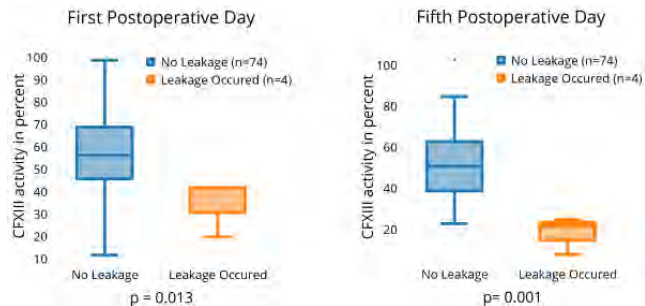 First Postoperative Day
CFXIII activity in percent
100
90
80
70
60
50
40
30
20
10
No Leakage (n=74)
Leakage Occured (n=4)
No Leakage
Leakage Occured
p = 0.013
Fifth Postoperative Day
CFXIII activity in percent
100
80
60
40
20
No Leakage (n=74)
Leakage Occured (n=4)
No Leakage
Leakage Occured
p= 0.001